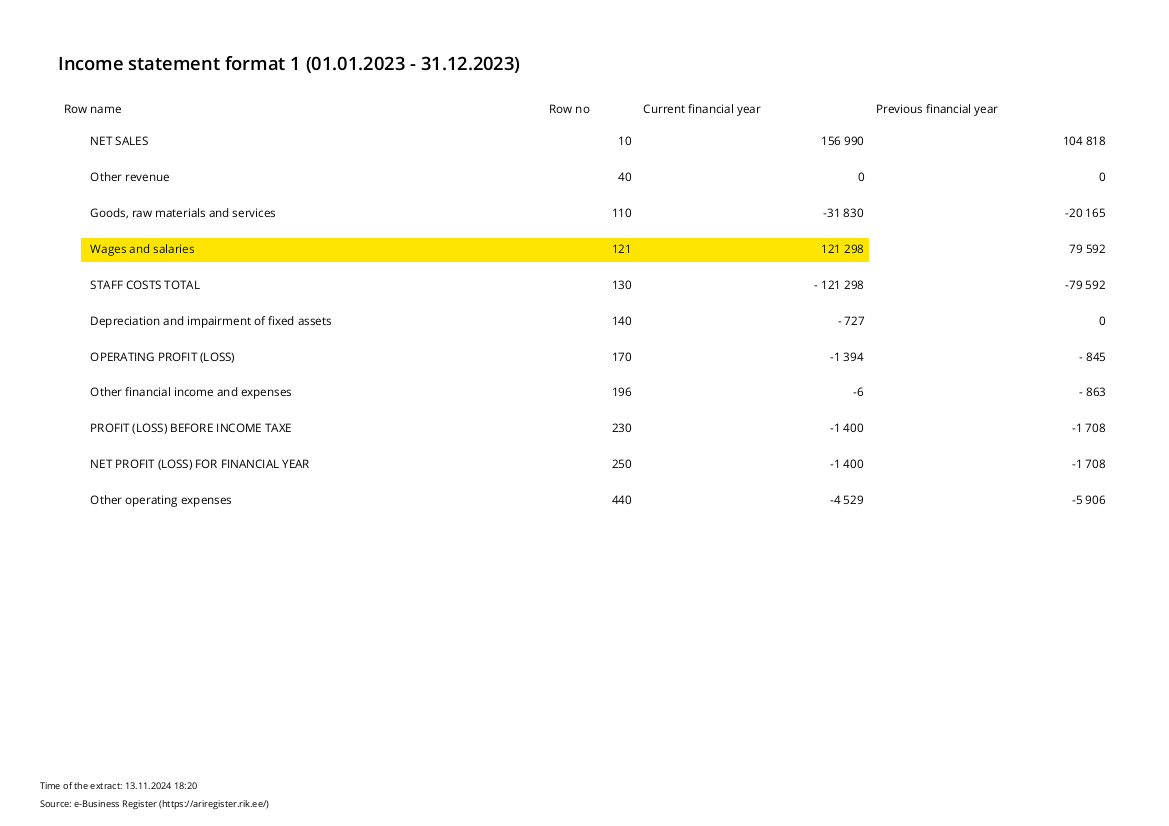 Income statement format 1 (01.01.2023 - 31.12.2023)
Row name Row no Current financial year Previous financial year
NET SALES 10 156 990 104 818
Other revenue 40 0 0
Goods, raw materials and services 110 -31 830 -20 165
Wages and salaries 121 121 298 79 592
STAFF COSTS TOTAL 130 - 121 298 -79 592
Depreciation and impairment of fixed assets 140 - 727 0
OPERATING PROFIT (LOSS) 170 -1 394 - 845
Other financial income and expenses 196 -6 - 863
PROFIT (LOSS) BEFORE INCOME TAXE 230 -1 400 -1 708
NET PROFIT (LOSS) FOR FINANCIAL YEAR 250 -1 400 -1 708
Other operating expenses 440 -4 529 -5 906
Time of the extract: 13.11.2024 18:20
Source: e-Business Register (https://ariregister.rik.ee/)